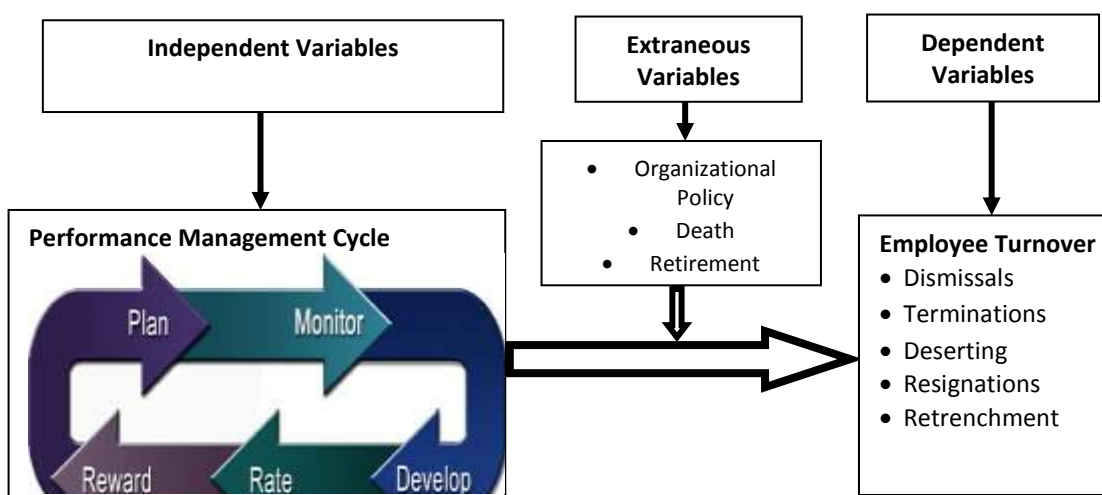 Independent Variables
Extraneous
Variables
Dependent
Variables
• Organizational
Policy
• Death
• Retirement
Performance Management Cycle
Plan
Monitor
Reward
Rate
Develop
Employee Turnover
• Dismissals
• Terminations
• Deserting
• Resignations
• Retrenchment